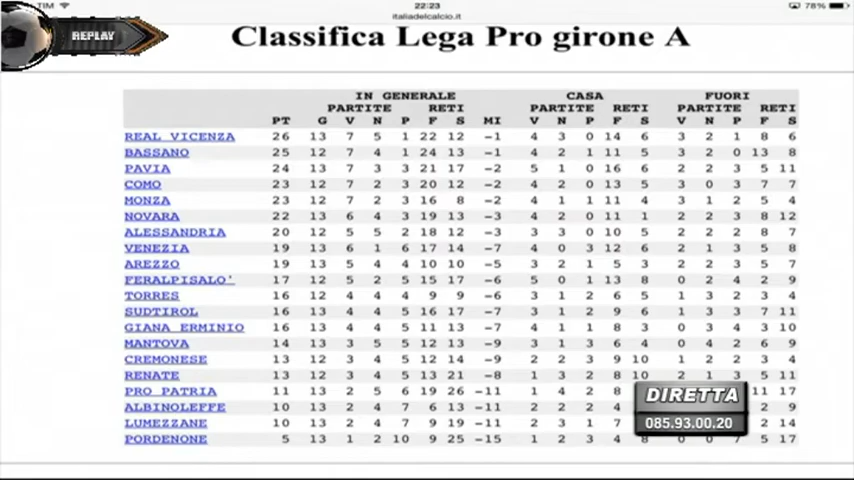 TIM 22:23 78%
italiadelcalcio.it
REPLAY
Classifica Lega Pro girone A
IN GENERALE CASA FUORI
PARTITE RETI PARTITE RETI PARTITE RETI
PT G V N P F S MI V N P F S V N P F S
REAL VICENZA 26 13 7 5 1 22 12 -1 4 3 0 14 6 3 2 1 8 6
BASSANO 25 12 7 4 1 24 13 -1 4 2 1 11 5 3 2 0 13 8
PAVIA 24 13 7 3 3 21 17 -2 5 1 0 16 6 2 2 3 5 11
COMO 23 12 7 2 3 20 12 -2 4 2 0 13 5 3 0 3 7 7
MONZA 23 12 7 2 3 16 8 -2 4 1 1 11 4 3 1 2 5 4
NOVARA 22 13 6 4 3 19 13 -3 4 2 0 11 1 2 2 3 8 12
ALESSANDRIA 20 12 5 5 2 18 12 -3 3 3 0 10 5 2 2 2 8 7
VENEZIA 19 13 6 1 6 17 14 -7 4 0 3 12 6 2 1 3 5 8
AREZZO 19 13 5 4 4 10 10 -5 3 2 1 5 3 2 2 3 5 7
FERALPISALO' 17 12 5 2 5 15 17 -6 5 0 1 13 8 0 2 4 2 9
TORRES 16 12 4 4 4 9 9 -6 3 1 2 6 5 1 3 2 3 4
SUDTIROL 16 13 4 4 5 16 17 -7 3 1 2 9 6 1 3 3 7 11
GIANA ERMINIO 16 13 4 4 5 11 13 -7 4 1 1 8 3 0 3 4 3 10
MANTOVA 14 13 3 5 5 12 13 -9 3 1 3 6 4 0 4 2 6 9
CREMONESE 13 12 3 4 5 12 14 -9 2 2 3 9 10 1 2 2 3 4
RENATE 13 12 3 4 5 13 21 -8 1 3 2 8 10 2 1 3 5 11
PRO PATRIA 11 13 2 5 6 19 26 -11 1 4 2 8 11 17
ALBINOLEFFE 10 13 2 4 7 6 13 -11 2 2 2 4 2 9
LUMEZZANE 10 13 2 4 7 9 19 -11 2 3 1 7 2 14
PORDENONE 5 13 1 2 10 9 25 -15 1 2 3 4 8 0 0 7 5 17
DIRETTA
085.93.00.20